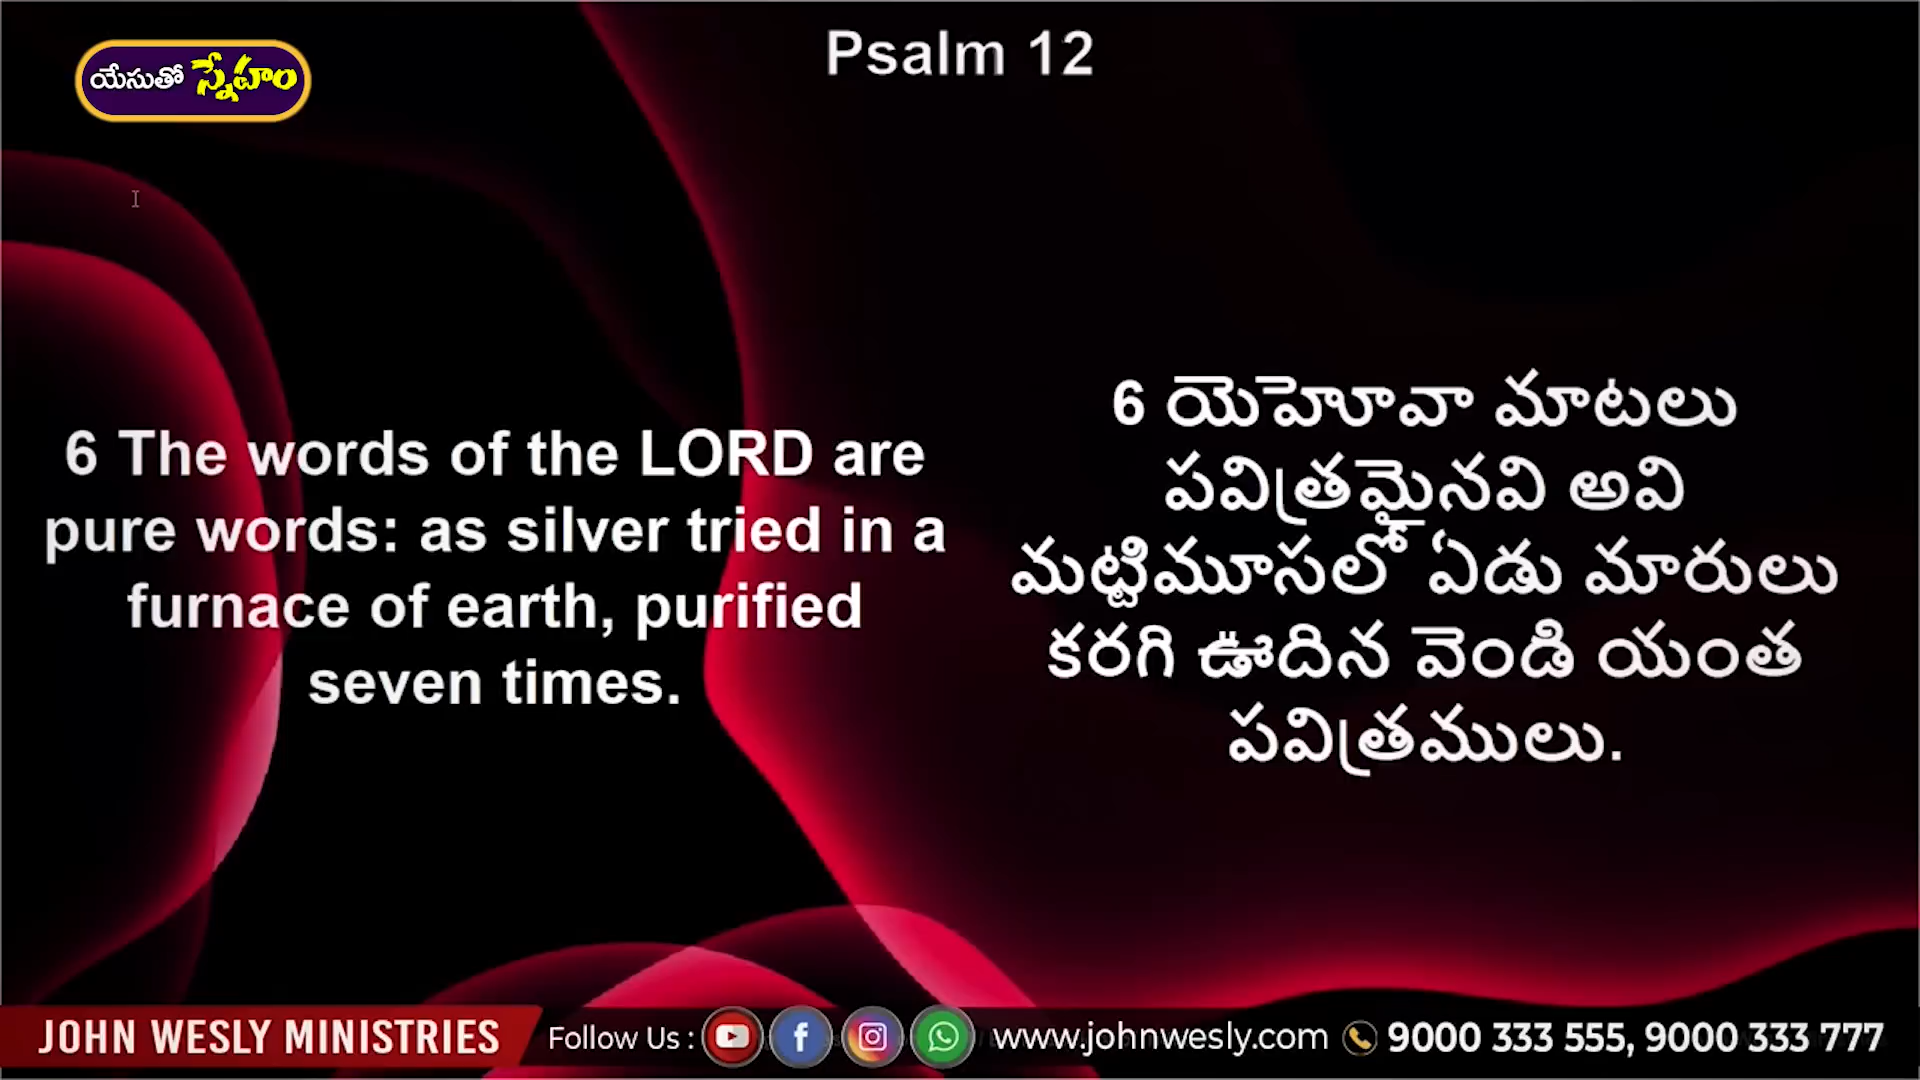 యేసుతో స్నేహం
Psalm 12
6 The words of the LORD are
pure words: as silver tried in a
furnace of earth, purified
seven times.
6 యెహోవా మాటలు
పవిత్రమైనవి అవి
మట్టిమూసలో ఏడు మారులు
కరగి ఊదిన వెండి యంత
పవిత్రములు.
JOHN WESLY MINISTRIES Follow Us : www.johnwesly.com 9000 333 555, 9000 333 777